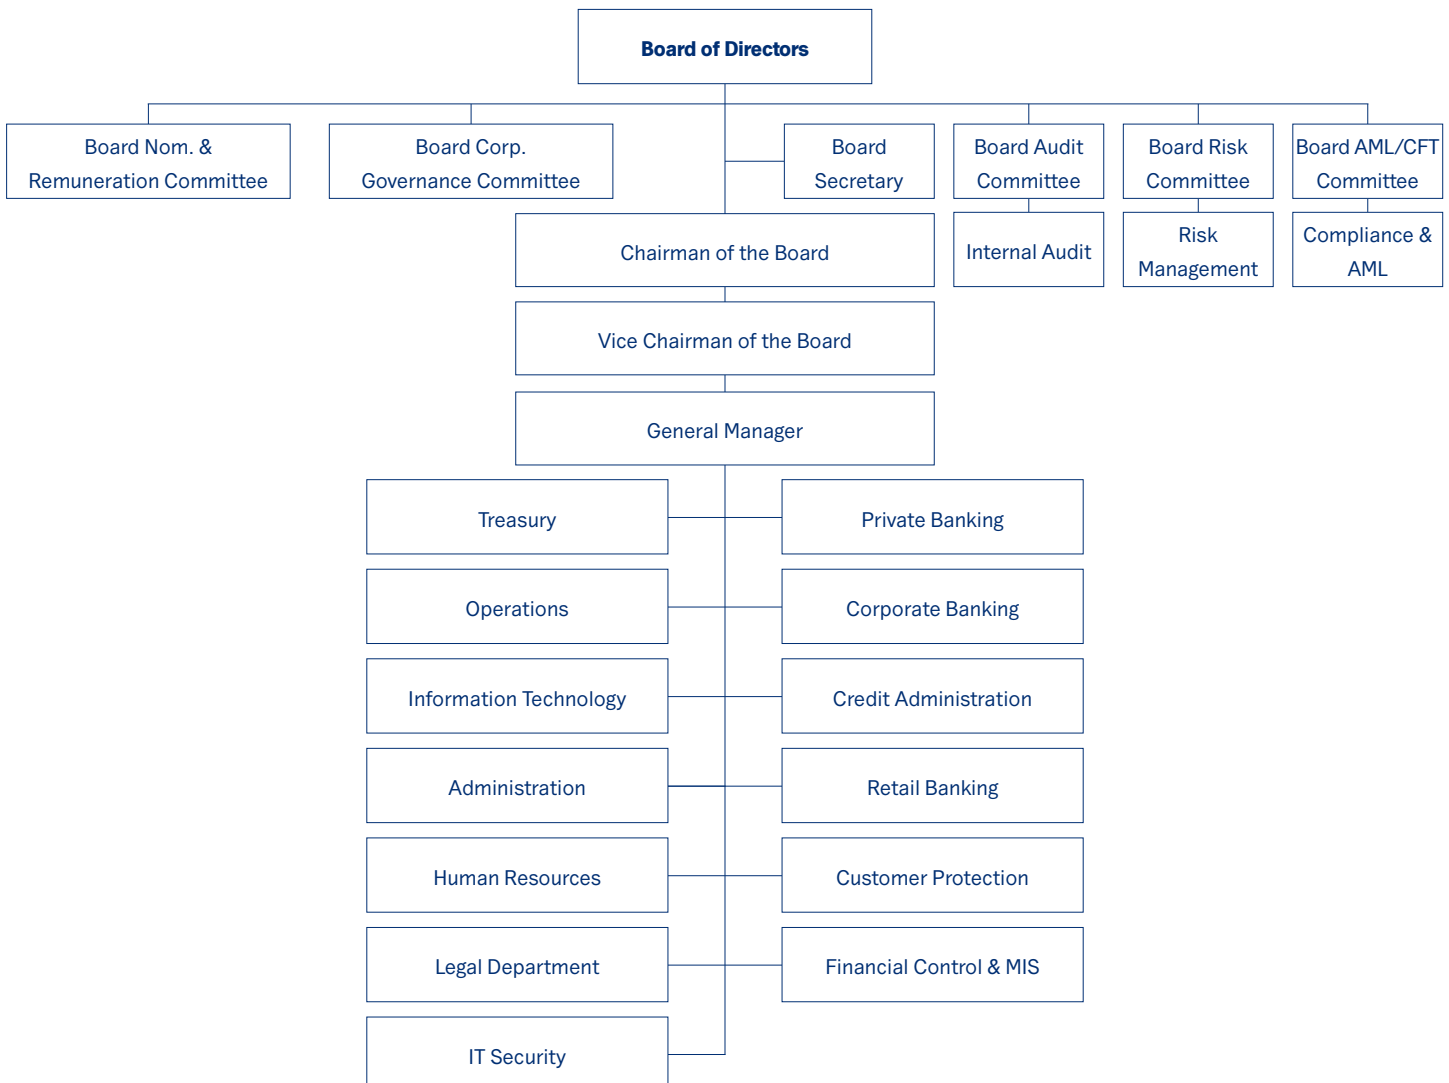 Board of Directors
Board Nom. &
Remuneration Committee
Board Corp.
Governance Committee
Board
Secretary
Board Audit
Committee
Board Risk
Committee
Board AML/CFT
Committee
Chairman of the Board
Internal Audit
Risk
Management
Compliance &
AML
Vice Chairman of the Board
General Manager
Treasury
Private Banking
Operations
Corporate Banking
Information Technology
Credit Administration
Administration
Retail Banking
Human Resources
Customer Protection
Legal Department
Financial Control & MIS
IT Security